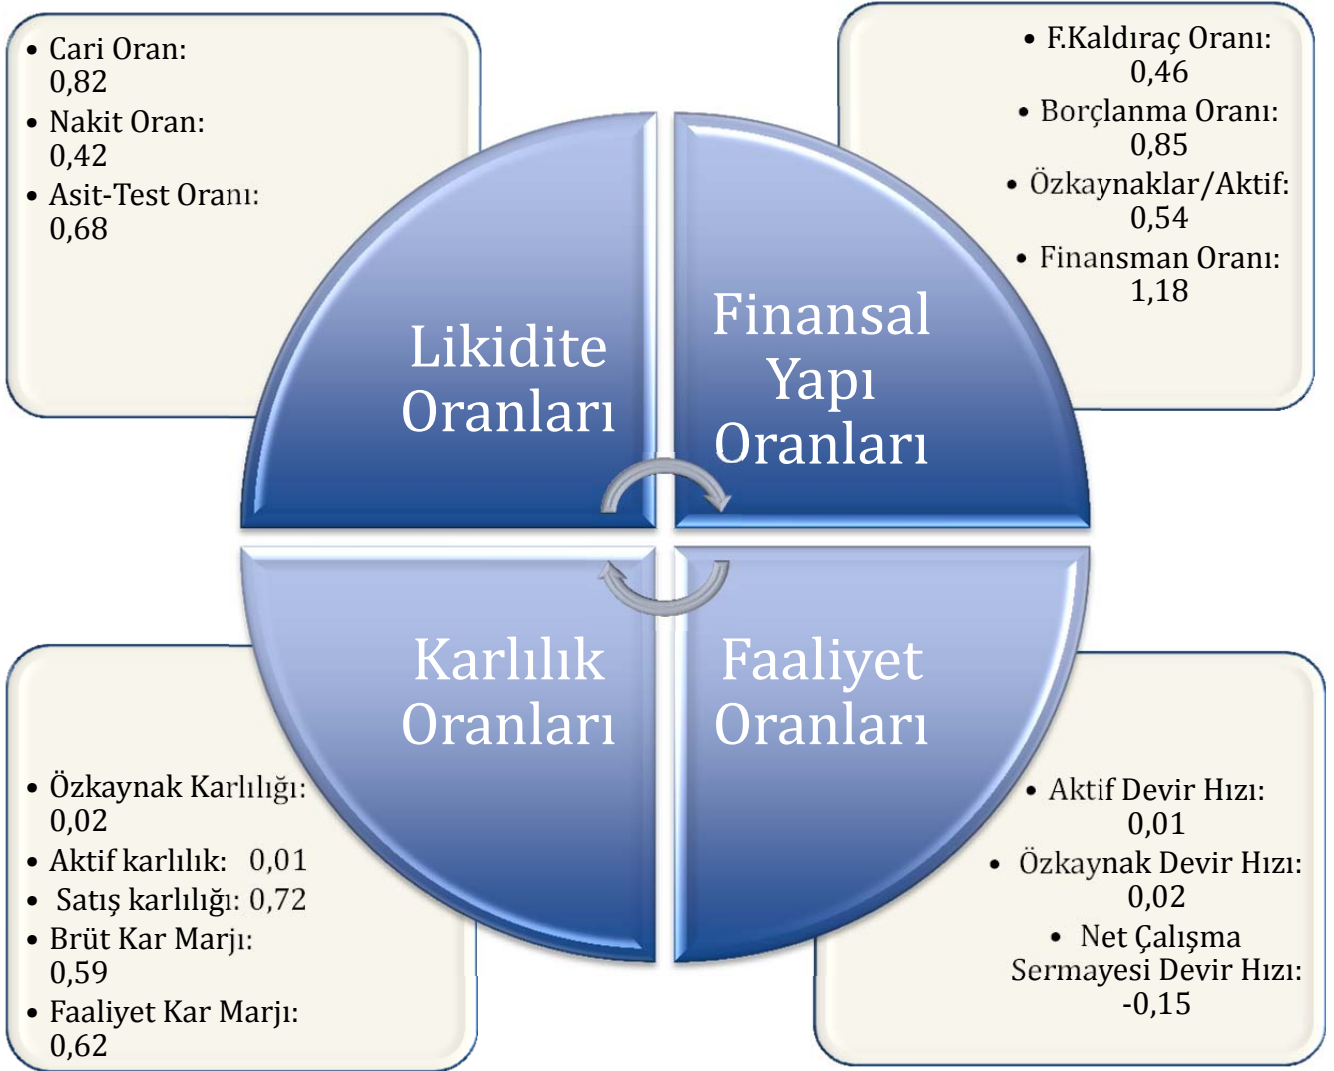 • Cari Oran:
0,82
• Nakit Oran:
0,42
• Asit-Test Oranı:
0,68
• F.Kaldıraç Oranı:
0,46
• Borçlanma Oranı:
0,85
• Özkaynaklar/Aktif:
0,54
• Finansman Oranı:
1,18
Likidite
Oranları
Finansal
Yapı
Oranları
Karlılık
Oranları
Faaliyet
Oranları
• Özkaynak Karlılığı:
0,02
• Aktif karlılık: 0,01
• Satış karlılığı: 0,72
• Brüt Kar Marjı:
0,59
• Faaliyet Kar Marjı:
0,62
• Aktif Devir Hızı:
0,01
• Özkaynak Devir Hızı:
0,02
• Net Çalışma
Sermayesi Devir Hızı:
-0,15